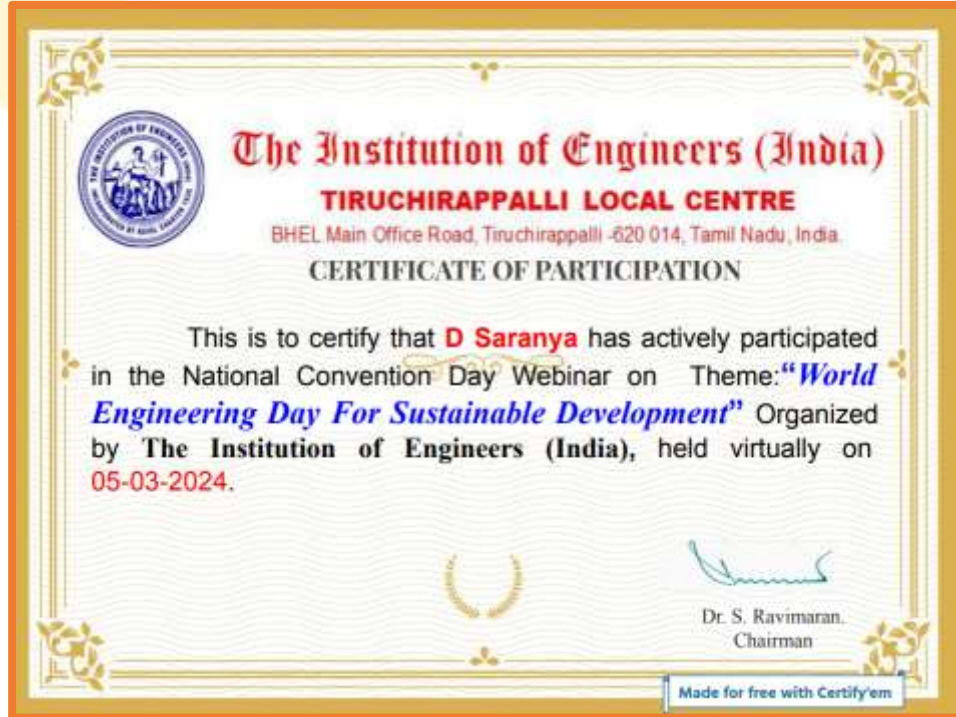 The Institution of Engineers (India)
TIRUCHIRAPPALLI LOCAL CENTRE
BHEL Main Office Road, Tiruchirappalli -620 014, Tamil Nadu, India.
CERTIFICATE OF PARTICIPATION
This is to certify that D Saranya has actively participated
in the National Convention Day Webinar on Theme:“World
Engineering Day For Sustainable Development” Organized
by The Institution of Engineers (India), held virtually on
05-03-2024.
Dr. S. Ravimaran.
Chairman
Made for free with Certify'em